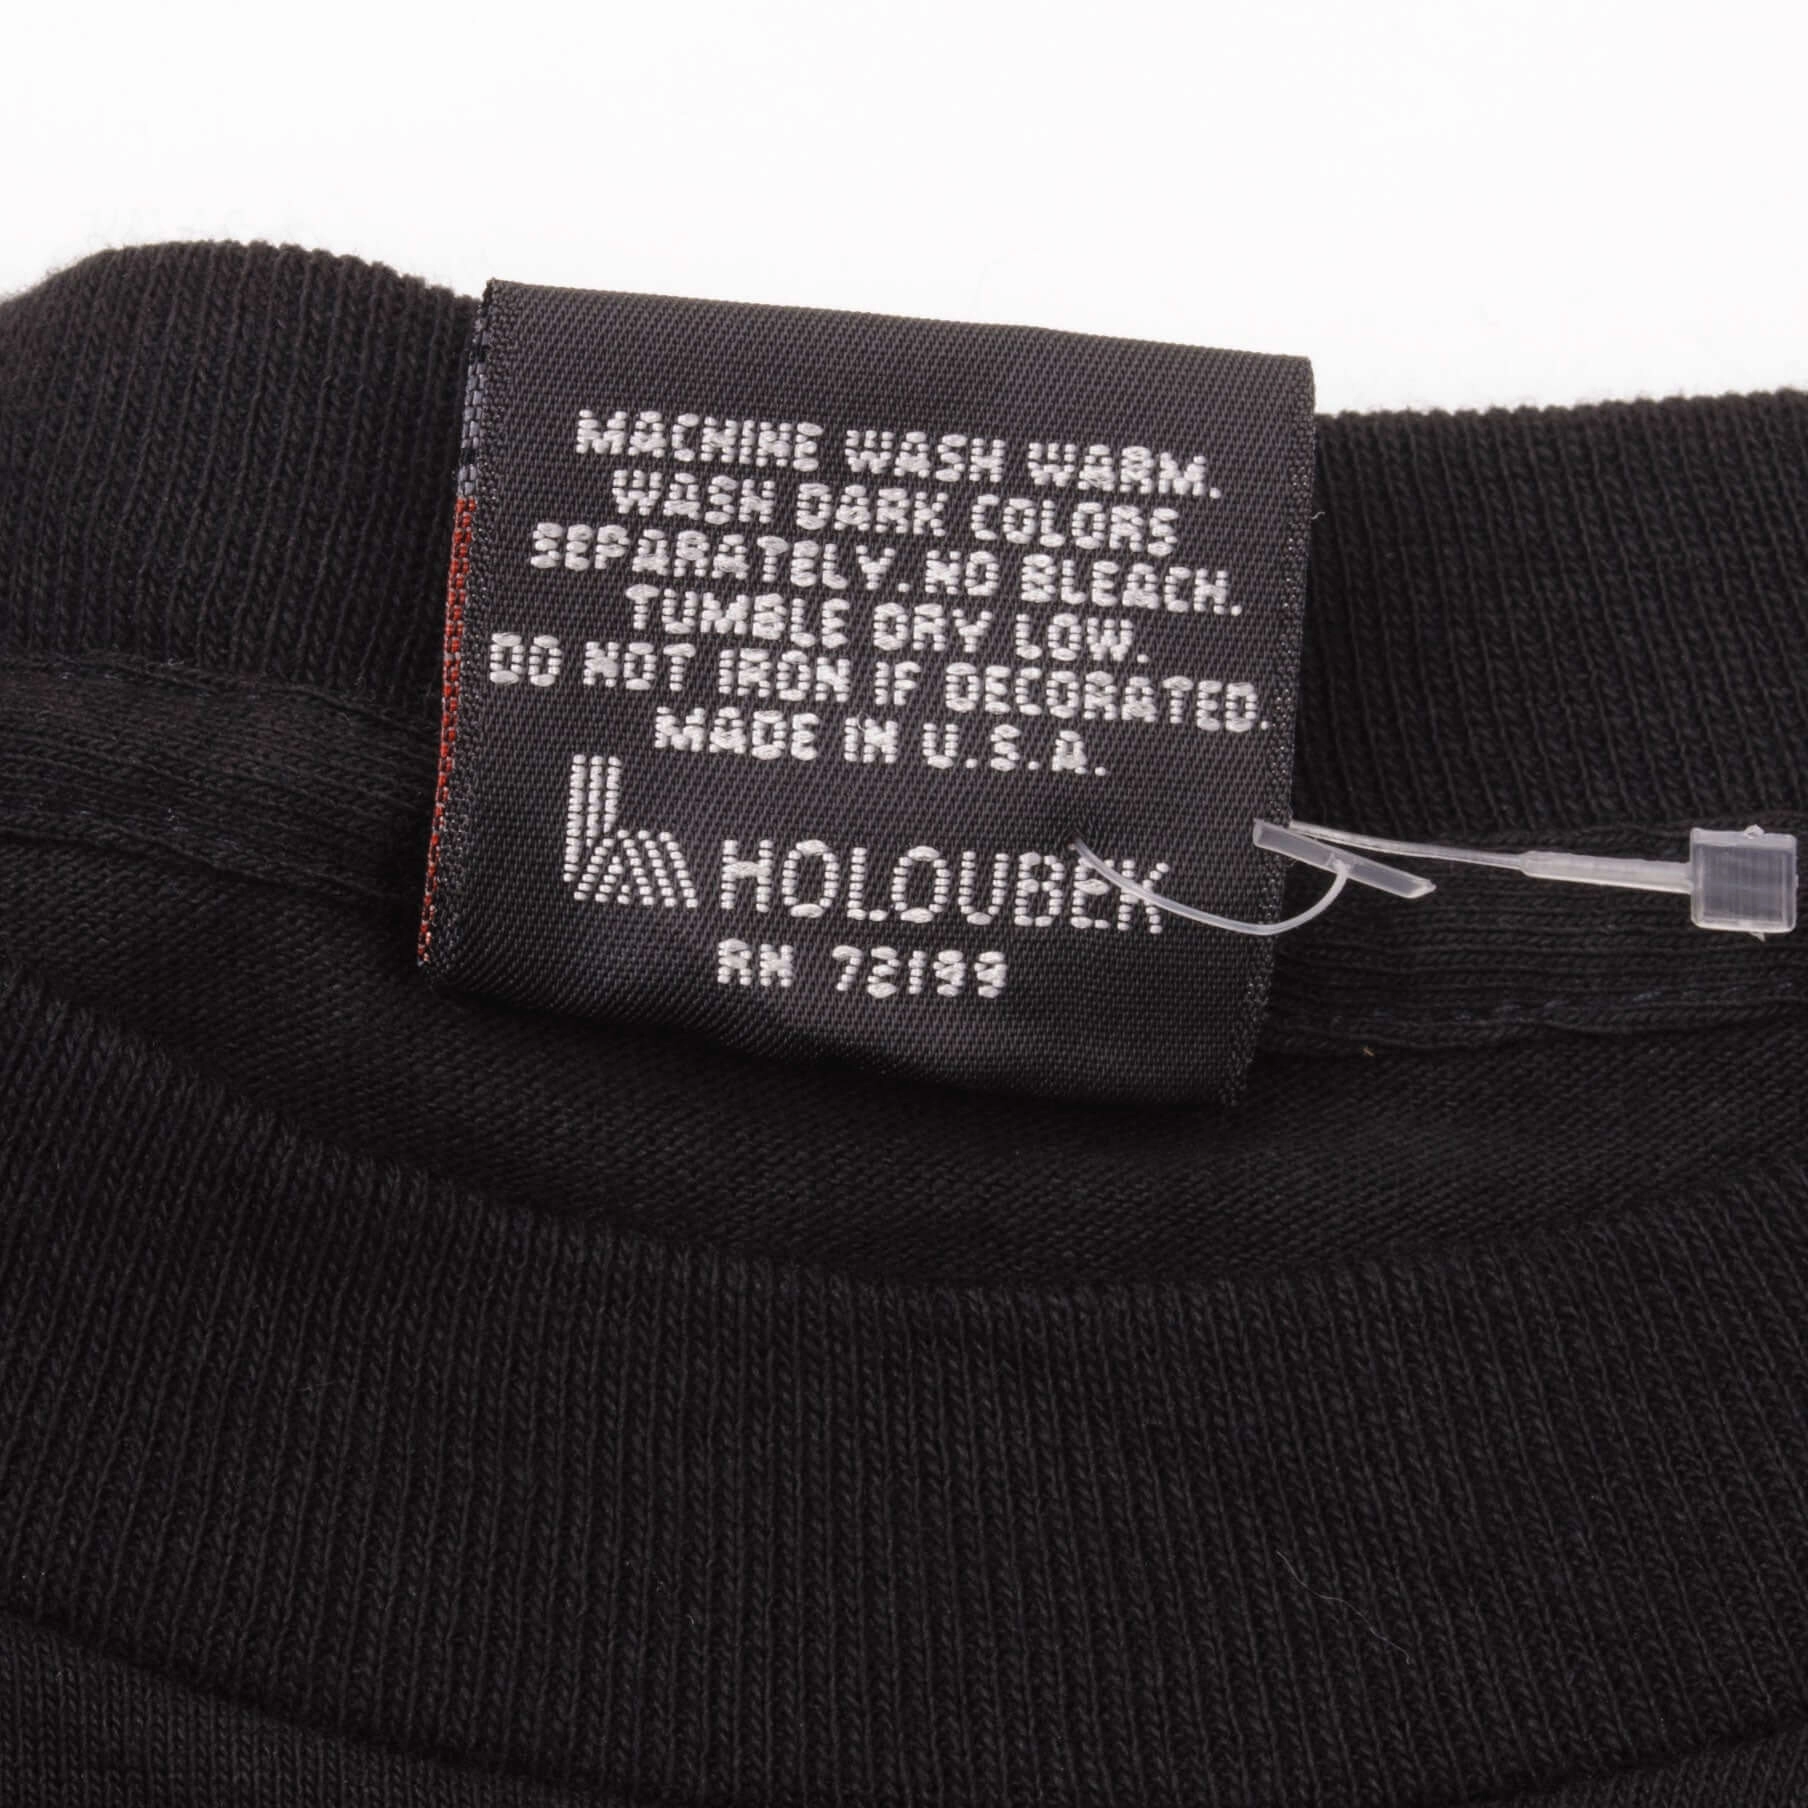 MACHINE WASH WARM.
WASH DARK COLORS
SEPARATELY. NO BLEACH.
TUMBLE DRY LOW.
DO NOT IRON IF DECORATED.
MADE IN U.S.A.
HOLOUBEK
RN 72199